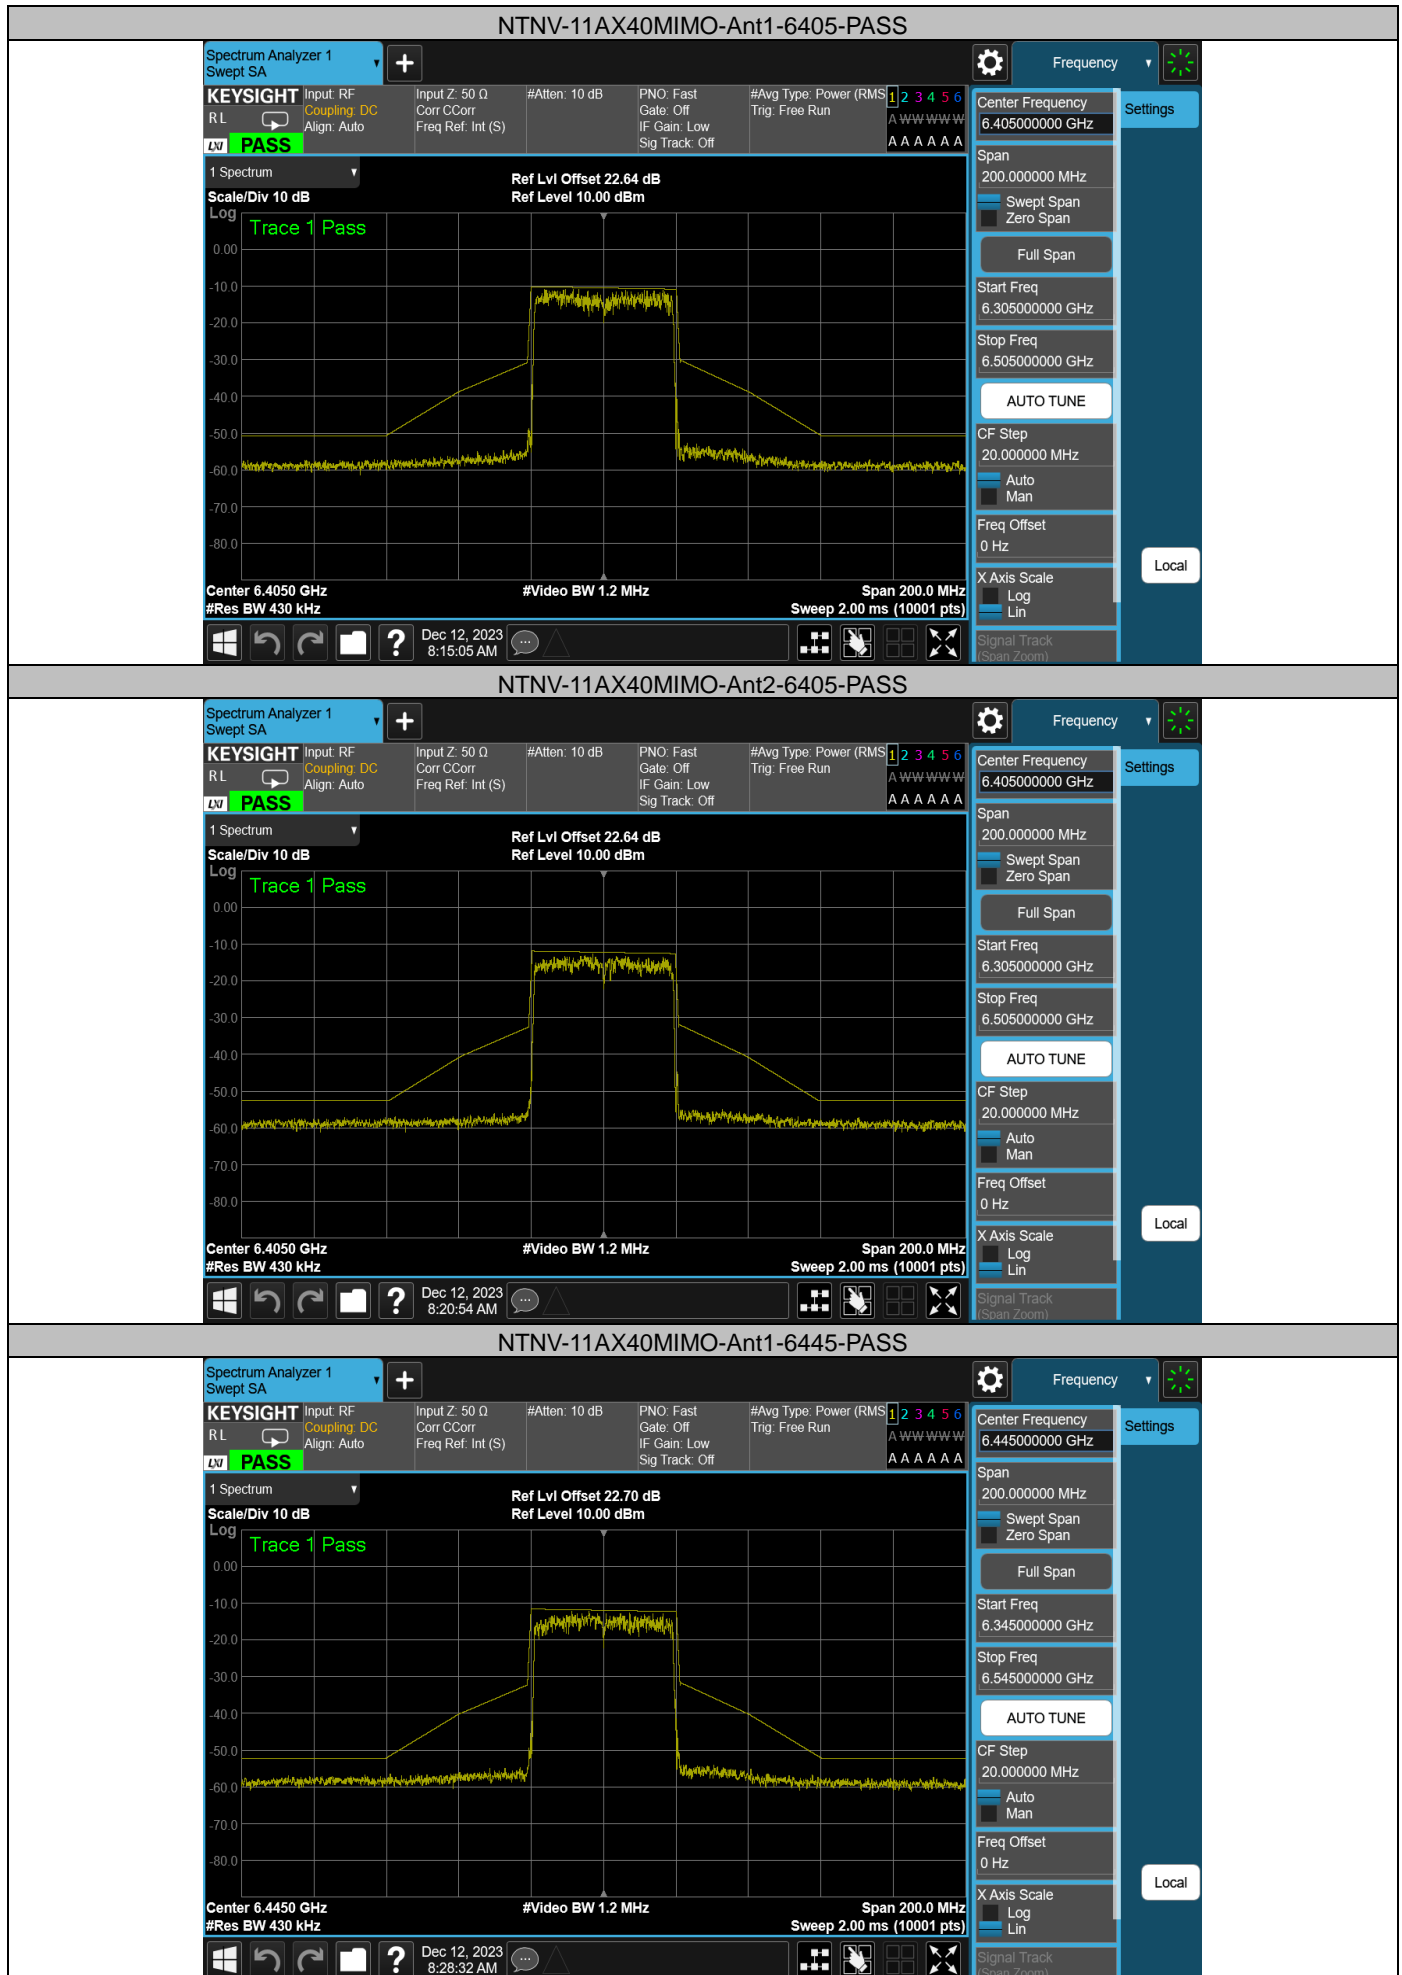 NTNV-11AX40MIMO-Ant1-6405-PASS
Spectrum Analyzer 1
Swept SA
Frequency
KEYSIGHT
RL
LXI
PASS
Input: RF
Coupling: DC
Align: Auto
Input Z: 50 Ω
Corr CCorr
Freq Ref: Int (S)
#Atten: 10 dB
PNO: Fast
Gate: Off
IF Gain: Low
Sig Track: Off
#Avg Type: Power (RMS
Trig: Free Run
1 2 3 4 5 6
A W W W W W
A A A A A A
Center Frequency
6.405000000 GHz
Settings
Span
200.000000 MHz
Swept Span
Zero Span
Full Span
Start Freq
6.305000000 GHz
Stop Freq
6.505000000 GHz
AUTO TUNE
CF Step
20.000000 MHz
Auto
Man
Freq Offset
0 Hz
X Axis Scale
Log
Lin
Signal Track
(Span Zoom)
Local
1 Spectrum
Scale/Div 10 dB
Ref Lvl Offset 22.64 dB
Ref Level 10.00 dBm
Log
Trace 1 Pass
0.00
-10.0
-20.0
-30.0
-40.0
-50.0
-60.0
-70.0
-80.0
Center 6.4050 GHz
#Video BW 1.2 MHz
Span 200.0 MHz
#Res BW 430 kHz
Sweep 2.00 ms (10001 pts)
?
Dec 12, 2023
8:15:05 AM
NTNV-11AX40MIMO-Ant2-6405-PASS
Spectrum Analyzer 1
Swept SA
Frequency
KEYSIGHT
RL
LXI
PASS
Input: RF
Coupling: DC
Align: Auto
Input Z: 50 Ω
Corr CCorr
Freq Ref: Int (S)
#Atten: 10 dB
PNO: Fast
Gate: Off
IF Gain: Low
Sig Track: Off
#Avg Type: Power (RMS
Trig: Free Run
1 2 3 4 5 6
A W W W W W
A A A A A A
Center Frequency
6.405000000 GHz
Settings
Span
200.000000 MHz
Swept Span
Zero Span
Full Span
Start Freq
6.305000000 GHz
Stop Freq
6.505000000 GHz
AUTO TUNE
CF Step
20.000000 MHz
Auto
Man
Freq Offset
0 Hz
X Axis Scale
Log
Lin
Signal Track
(Span Zoom)
Local
1 Spectrum
Scale/Div 10 dB
Ref Lvl Offset 22.64 dB
Ref Level 10.00 dBm
Log
Trace 1 Pass
0.00
-10.0
-20.0
-30.0
-40.0
-50.0
-60.0
-70.0
-80.0
Center 6.4050 GHz
#Video BW 1.2 MHz
Span 200.0 MHz
#Res BW 430 kHz
Sweep 2.00 ms (10001 pts)
?
Dec 12, 2023
8:20:54 AM
NTNV-11AX40MIMO-Ant1-6445-PASS
Spectrum Analyzer 1
Swept SA
Frequency
KEYSIGHT
RL
LXI
PASS
Input: RF
Coupling: DC
Align: Auto
Input Z: 50 Ω
Corr CCorr
Freq Ref: Int (S)
#Atten: 10 dB
PNO: Fast
Gate: Off
IF Gain: Low
Sig Track: Off
#Avg Type: Power (RMS
Trig: Free Run
1 2 3 4 5 6
A W W W W W
A A A A A A
Center Frequency
6.445000000 GHz
Settings
Span
200.000000 MHz
Swept Span
Zero Span
Full Span
Start Freq
6.345000000 GHz
Stop Freq
6.545000000 GHz
AUTO TUNE
CF Step
20.000000 MHz
Auto
Man
Freq Offset
0 Hz
X Axis Scale
Log
Lin
Signal Track
(Span Zoom)
Local
1 Spectrum
Scale/Div 10 dB
Ref Lvl Offset 22.70 dB
Ref Level 10.00 dBm
Log
Trace 1 Pass
0.00
-10.0
-20.0
-30.0
-40.0
-50.0
-60.0
-70.0
-80.0
Center 6.4450 GHz
#Video BW 1.2 MHz
Span 200.0 MHz
#Res BW 430 kHz
Sweep 2.00 ms (10001 pts)
?
Dec 12, 2023
8:28:32 AM